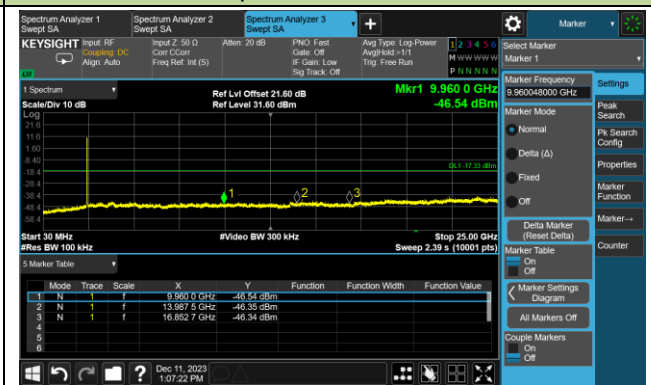 Spectrum Analyzer 1
Swept SA
Spectrum Analyzer 2
Swept SA
Spectrum Analyzer 3
Swept SA
+
Marker
KEYSIGHT
Input: RF
Coupling: DC
Align: Auto
Input Z: 50 Ω
Corr CCorr
Freq Ref: Int (S)
Atten: 20 dB
PNO: Fast
Gate: Off
IF Gain: Low
Sig Track: Off
Avg Type: Log-Power
Avg|Hold:>1/1
Trig: Free Run
1 2 3 4 5 6
M W W W W W
P N N N N N
Select Marker
Marker 1
1 Spectrum
Scale/Div 10 dB
Log
Ref Lvl Offset 21.60 dB
Ref Level 31.60 dBm
Mkr1 9.960 0 GHz
-46.54 dBm
21.6
11.6
1.60
-8.40
-18.4
-28.4
-38.4
-48.4
-58.4
DL1 -17.33 dBm
1
2
3
Start 30 MHz
#Res BW 100 kHz
#Video BW 300 kHz
Stop 25.00 GHz
Sweep 2.39 s (10001 pts)
5 Marker Table
Mode Trace Scale X Y Function Function Width Function Value
1 N 1 f 9.960 0 GHz -46.54 dBm
2 N 1 f 13.987 5 GHz -46.35 dBm
3 N 1 f 16.852 7 GHz -46.34 dBm
4
5
6
Marker Frequency
9.960048000 GHz
Marker Mode
Normal
Delta (Δ)
Fixed
Off
Delta Marker
(Reset Delta)
Marker Table
On
Off
Marker Settings
Diagram
All Markers Off
Couple Markers
On
Off
Settings
Peak
Search
Pk Search
Config
Properties
Marker
Function
Marker→
Counter
?
Dec 11, 2023
1:07:22 PM